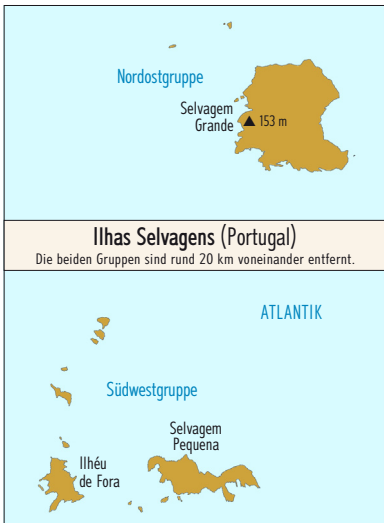 Nordostgruppe
Selvagem
Grande
153 m
Ilhas Selvagens (Portugal)
Die beiden Gruppen sind rund 20 km voneinander entfernt.
ATLANTIK
Südwestgruppe
Selvagem
Pequena
Ilhéu
de Fora